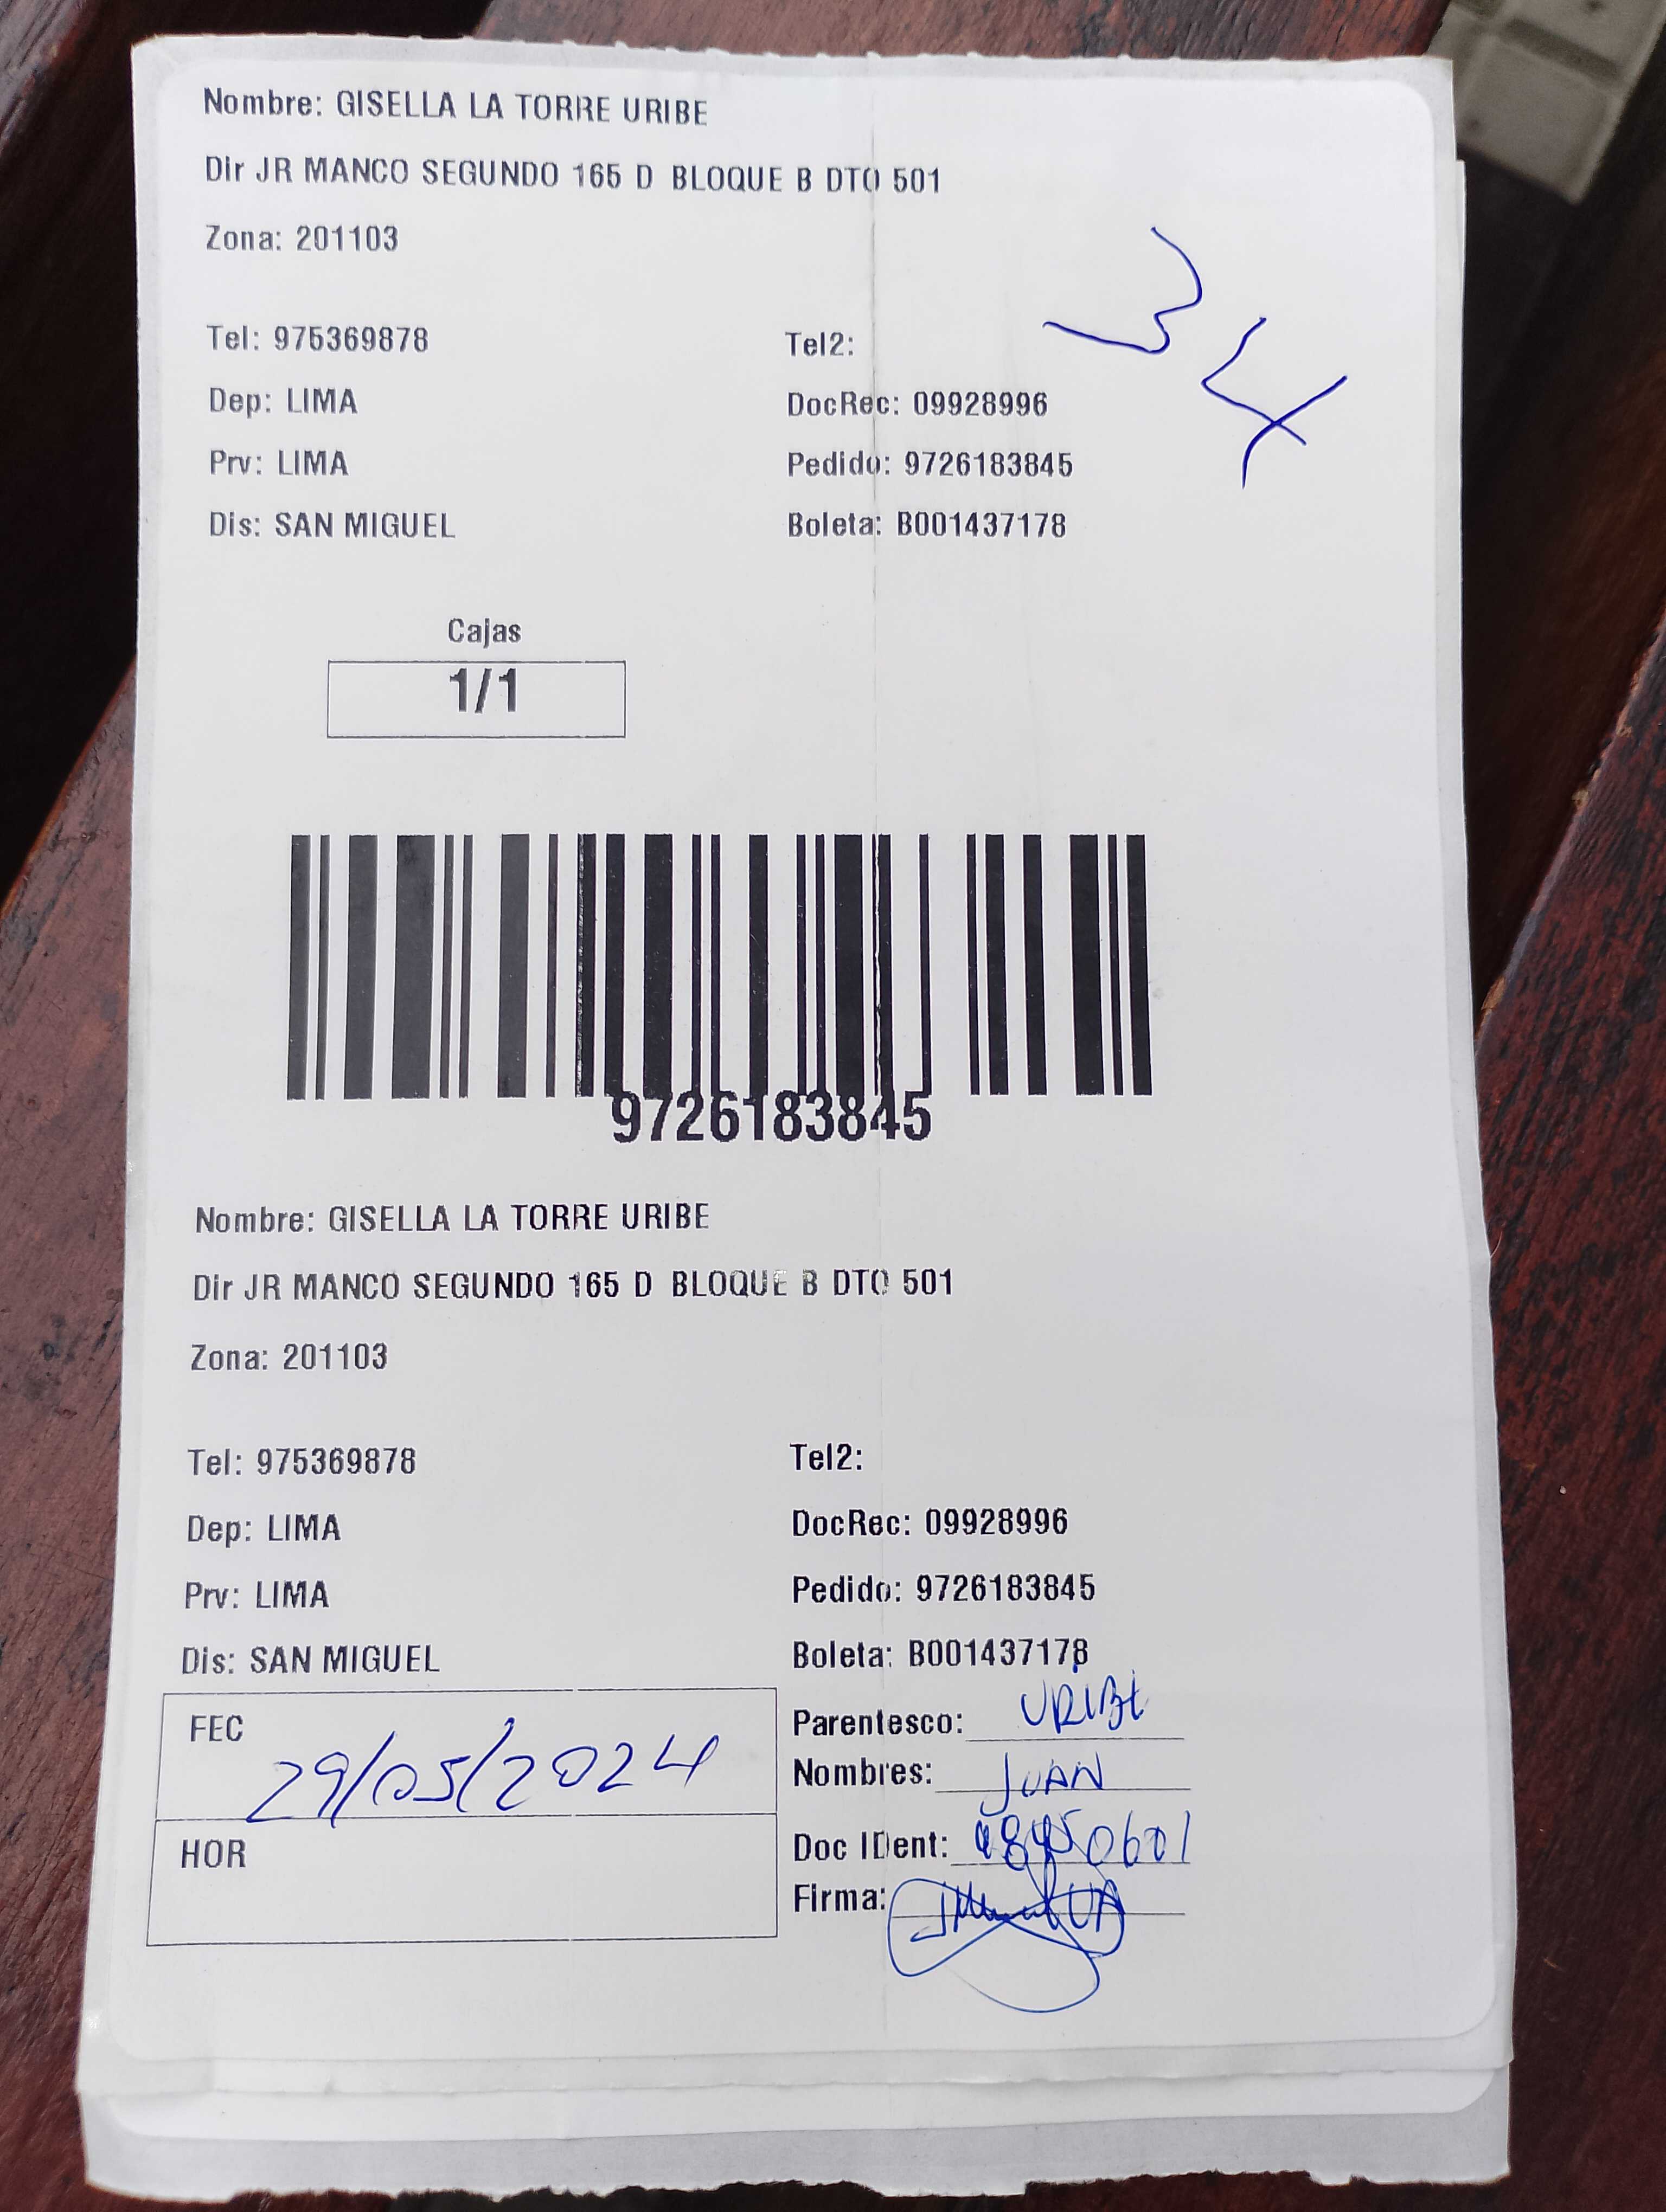 Nombre: GISELLA LA TORRE URIBE
Dir JR MANCO SEGUNDO 165 D BLOQUE B DTO 501
Zona: 201103
34
Tel: 975369878 Tel2:
Dep: LIMA DocRec: 09928996
Prv: LIMA Pedido: 9726183845
Dis: SAN MIGUEL Boleta: B001437178
Cajas
1/1
9726183845
Nombre: GISELLA LA TORRE URIBE
Dir JR MANCO SEGUNDO 165 D BLOQUE B DTO 501
Zona: 201103
Tel: 975369878 Tel2:
Dep: LIMA DocRec: 09928996
Prv: LIMA Pedido: 9726183845
Dis: SAN MIGUEL Boleta: B001437178
FEC 29/05/2024
HOR
Parentesco: URIBE
Nombres: JUAN
Doc IDent:
Firma: